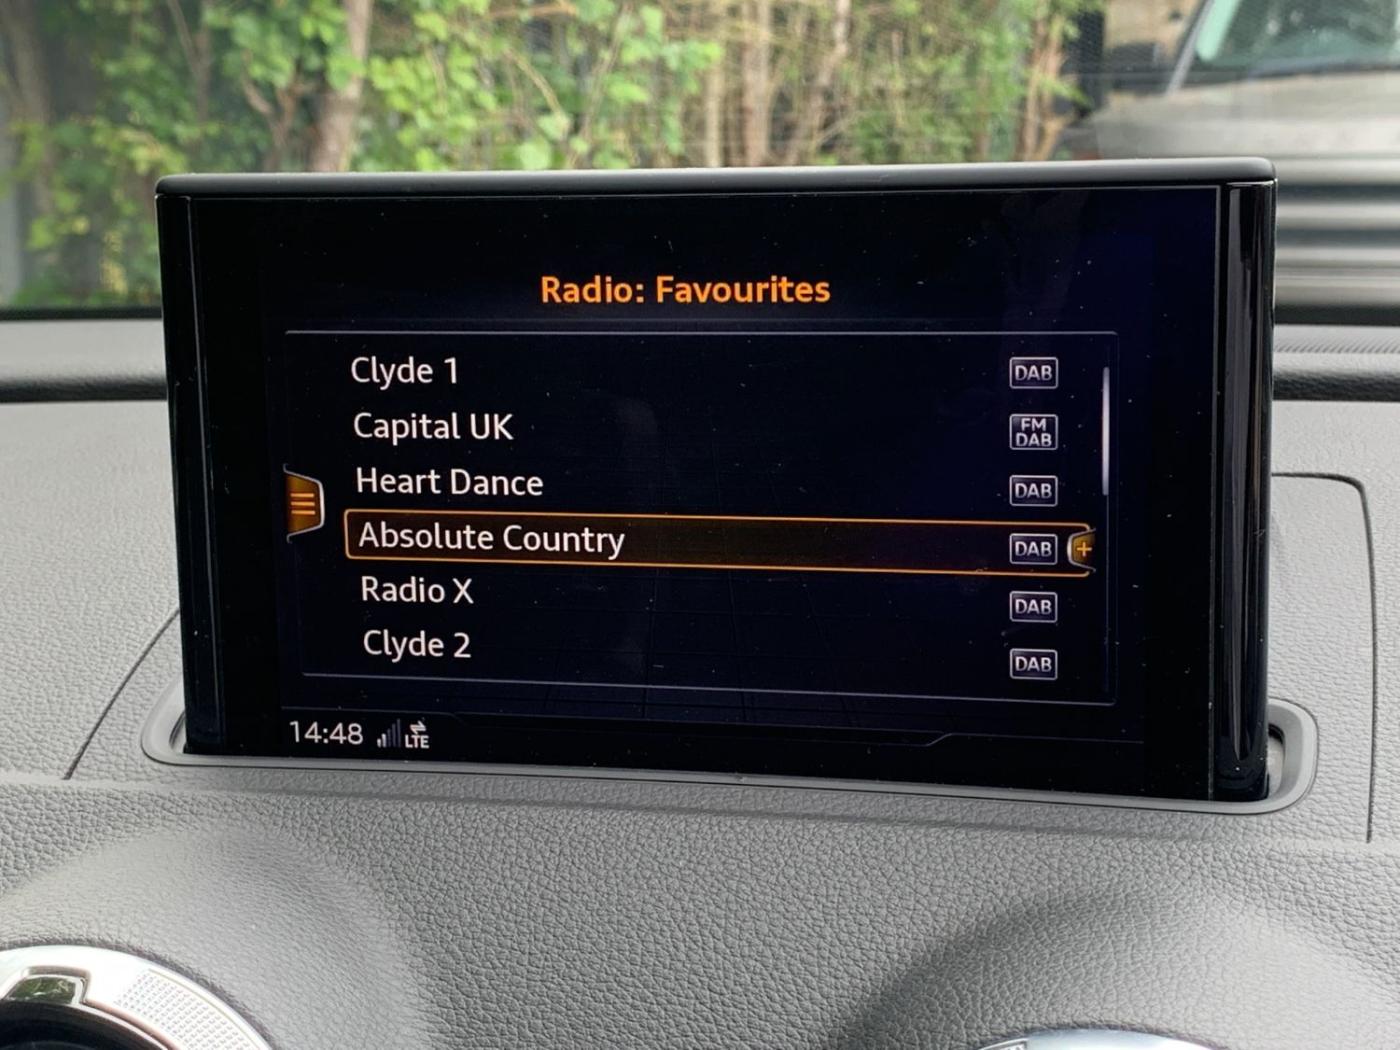 Radio: Favourites
Clyde 1 DAB
Capital UK FM DAB
Heart Dance DAB
Absolute Country DAB +
Radio X DAB
Clyde 2 DAB
14:48 LTE